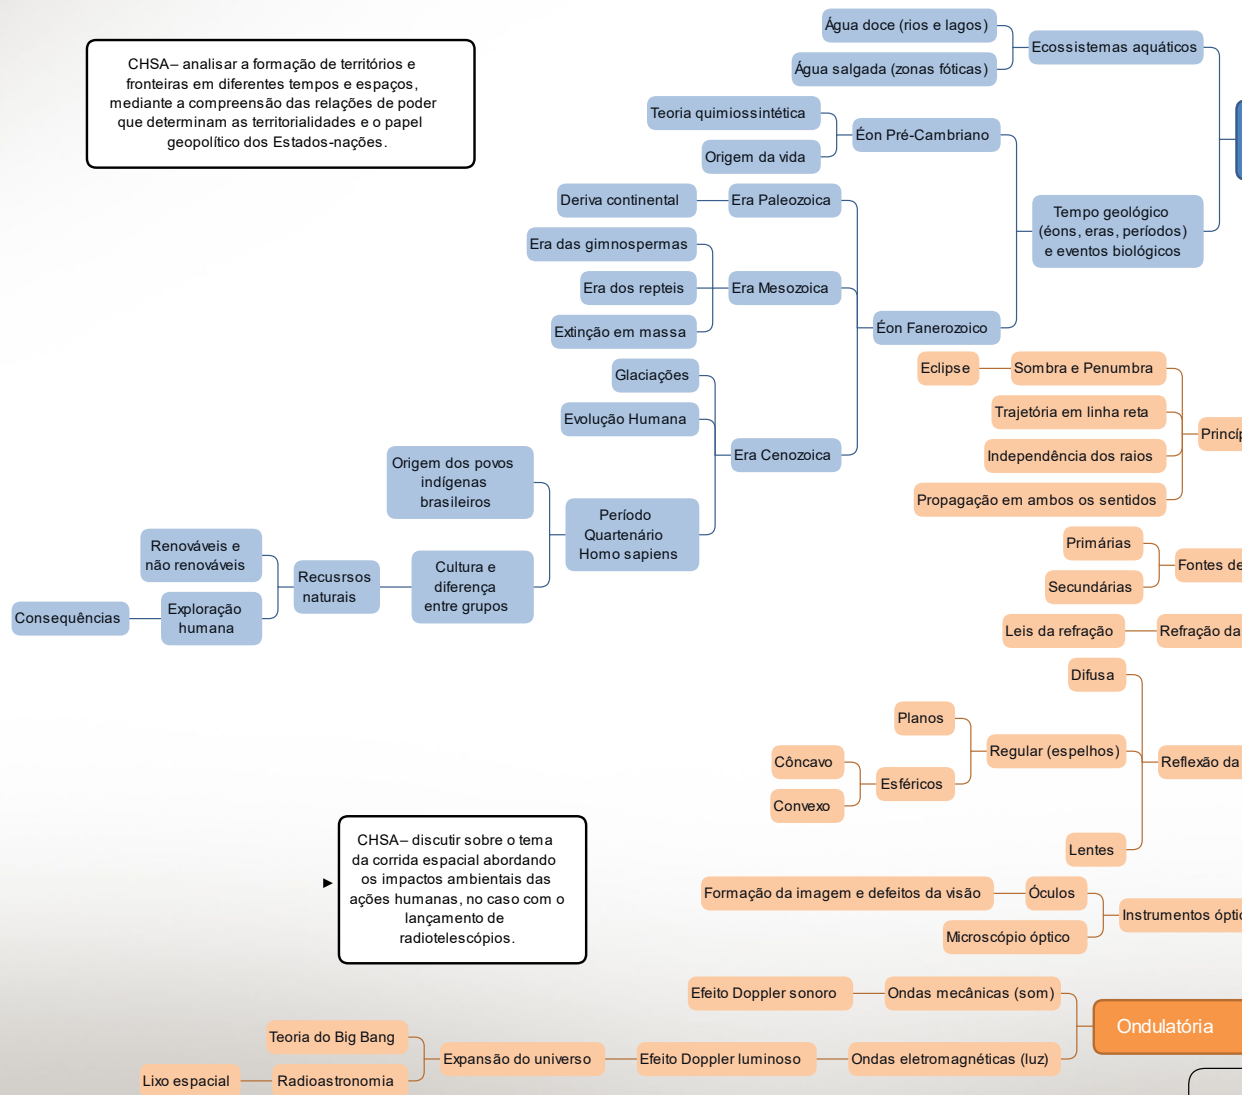 CHSA– analisar a formação de territórios e
fronteiras em diferentes tempos e espaços,
mediante a compreensão das relações de poder
que determinam as territorialidades e o papel
geopolítico dos Estados-nações.
Água doce (rios e lagos)
Água salgada (zonas fóticas)
Ecossistemas aquáticos
Teoria quimiossintética
Origem da vida
Éon Pré-Cambriano
Tempo geológico
(éons, eras, períodos)
e eventos biológicos
Deriva continental
Era Paleozoica
Era das gimnospermas
Era dos repteis
Extinção em massa
Era Mesozoica
Éon Fanerozoico
Glaciações
Evolução Humana
Era Cenozoica
Origem dos povos
indígenas
brasileiros
Período
Quartenário
Homo sapiens
Cultura e
diferença
entre grupos
Recusrsos
naturais
Renováveis e
não renováveis
Exploração
humana
Consequências
Eclipse
Sombra e Penumbra
Trajetória em linha reta
Independência dos raios
Propagação em ambos os sentidos
Primárias
Secundárias
Fontes de
Leis da refração
Refração da
Difusa
Planos
Regular (espelhos)
Côncavo
Esféricos
Convexo
Reflexão da
Lentes
CHSA– discutir sobre o tema
da corrida espacial abordando
os impactos ambientais das
ações humanas, no caso com o
lançamento de
radiotelescópios.
Formação da imagem e defeitos da visão
Óculos
Microscópio óptico
Instrumentos
Efeito Doppler sonoro
Ondas mecânicas (som)
Ondulatória
Teoria do Big Bang
Expansão do universo
Efeito Doppler luminoso
Ondas eletromagnéticas (luz)
Lixo espacial
Radioastronomia